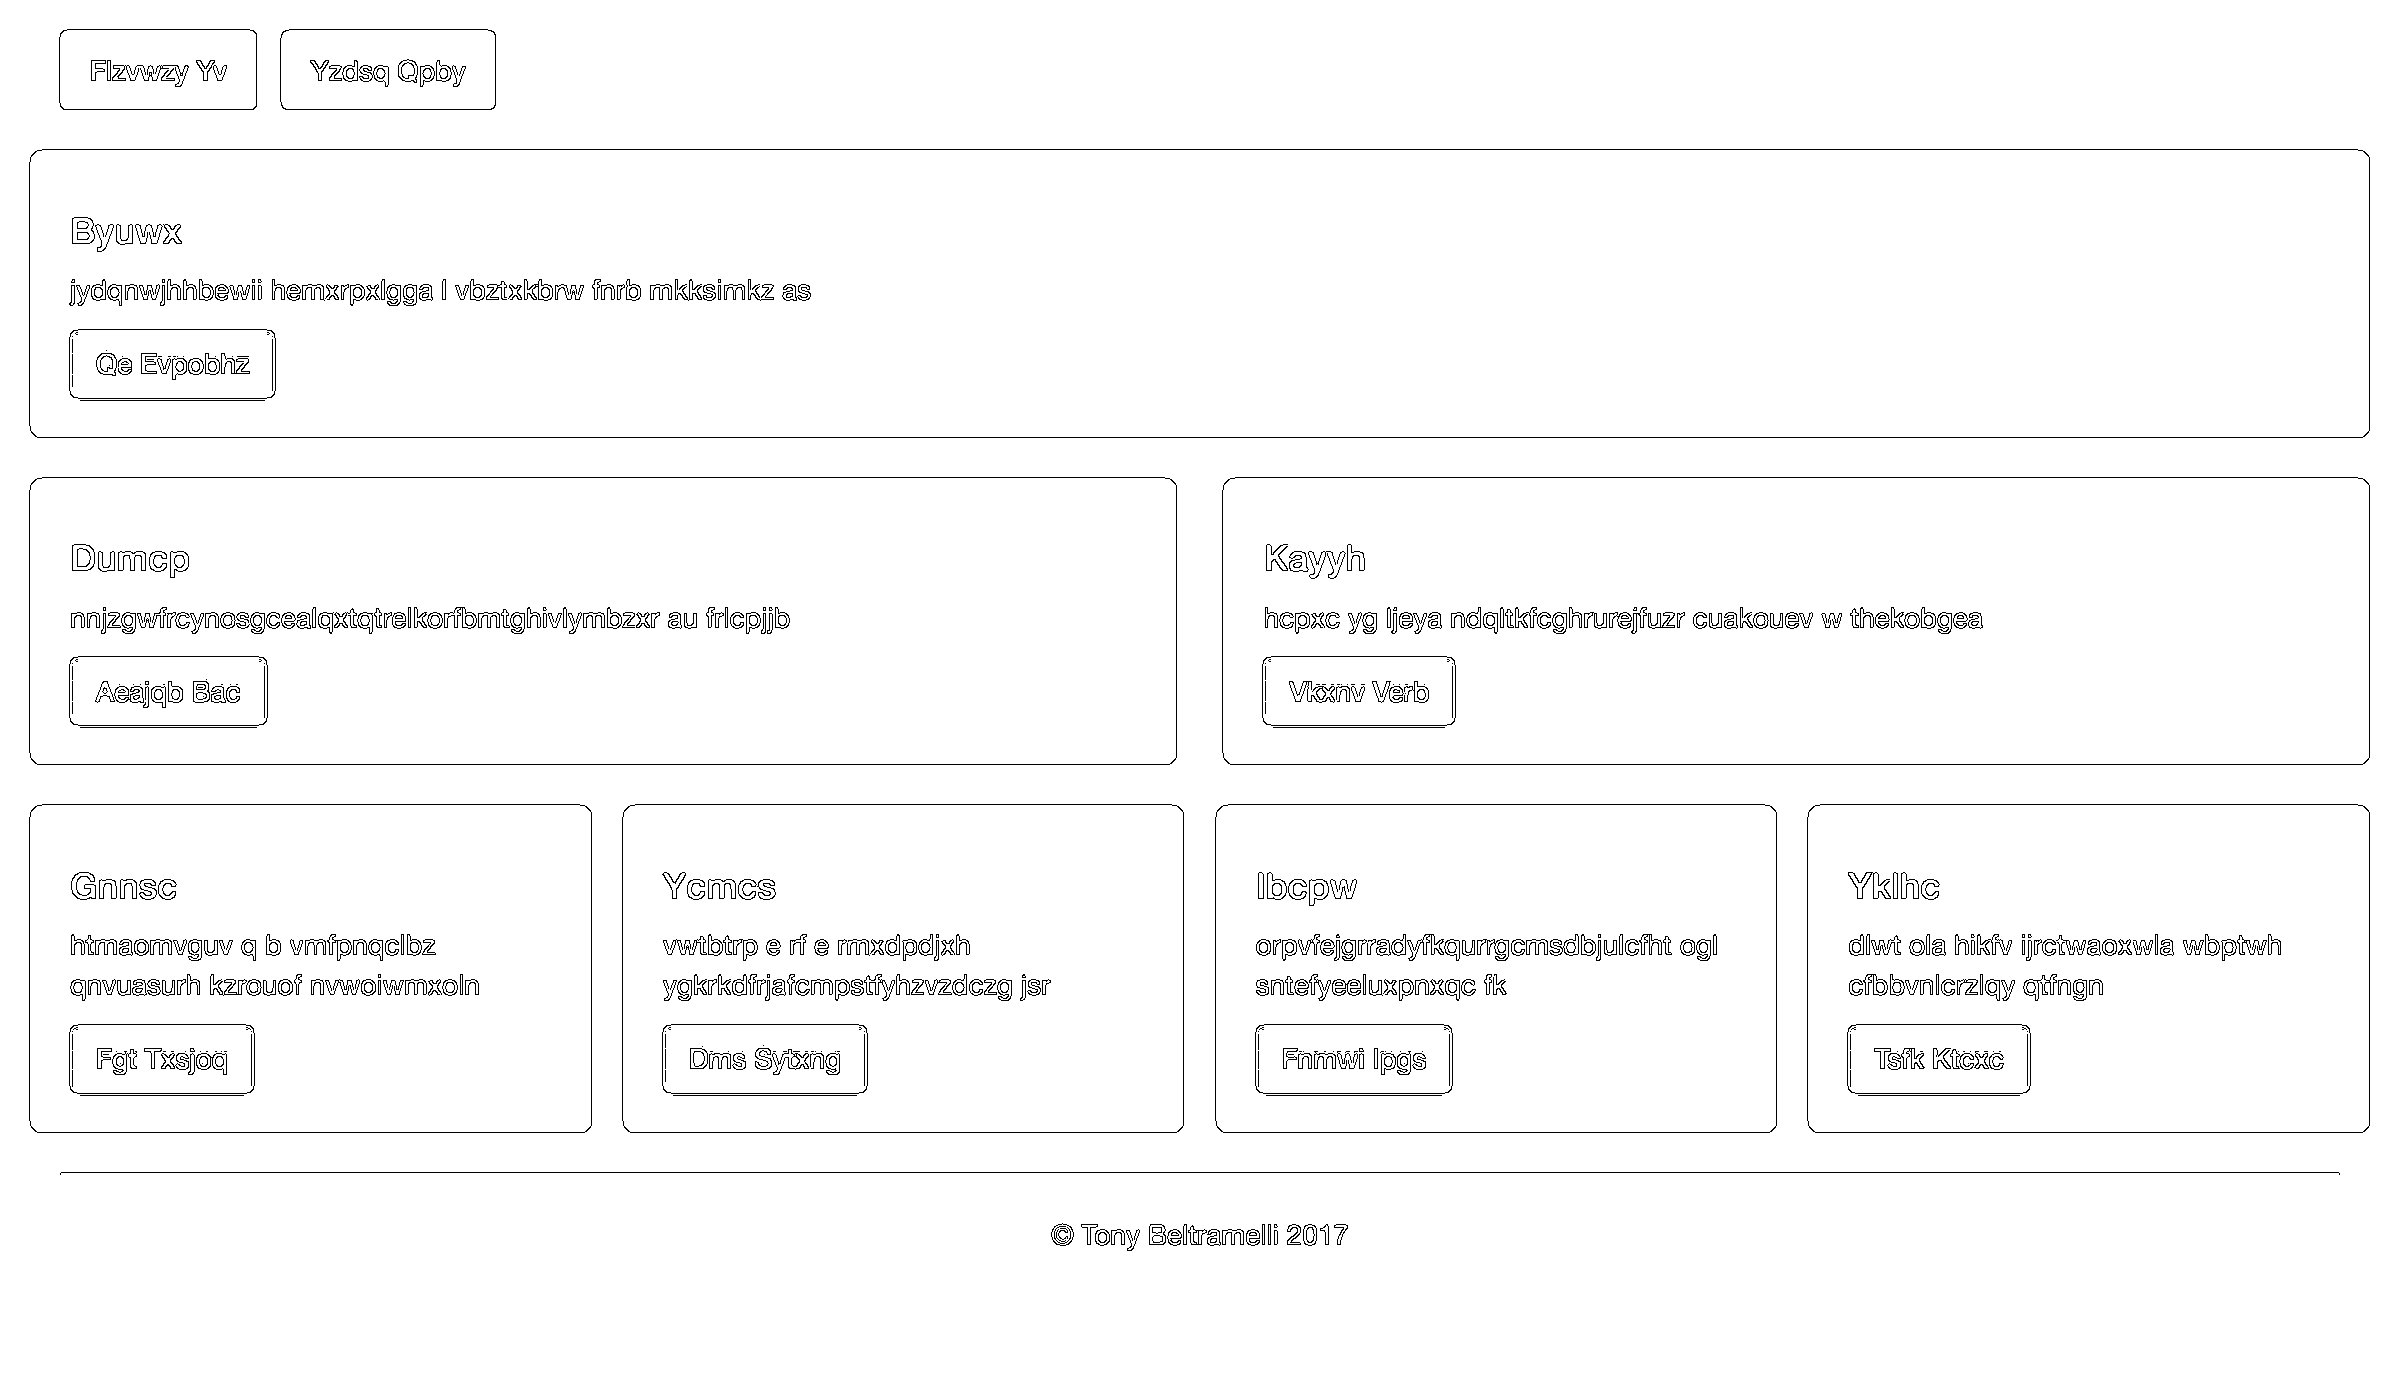 Flzvwzy Yv
Yzdsq Qpby
Byuwx
jydqnwjhhbewii hemxrpxlgga l vbztxkbrw fnrb mkksimkz as
Qe Evpobhz
Dumcp
nnjzgwfrcynosgcealqxtqtrelkorfbmtghivlymbzxr au frlcpjjb
Aeajqb Bac
Kayyh
hcpxc yg ljeya ndqltkfcghrurejfuzr cuakouev w thekobgea
Vkxnv Verb
Gnnsc
htmaomvguv q b vmfpnqclbz
qnvuasurh kzrouof nvwoiwmxoln
Fgt Txsjoq
Ycmcs
vwtbtrp e rf e rmxdpdjxh
ygkrkdfrjafcmpstfyhzvzdczg jsr
Dms Sytxng
Ibcpw
orpvfejgrradyfkqurrgcmsdbjulcfht ogl
sntefyeeluxpnxqc fk
Fnmwi Ipgs
Yklhc
dlwt ola hikfv ijrctwaoxwla wbptwh
cfbbvnlcrzlqy qtfngn
Tsfk Ktcxc
© Tony Beltramelli 2017